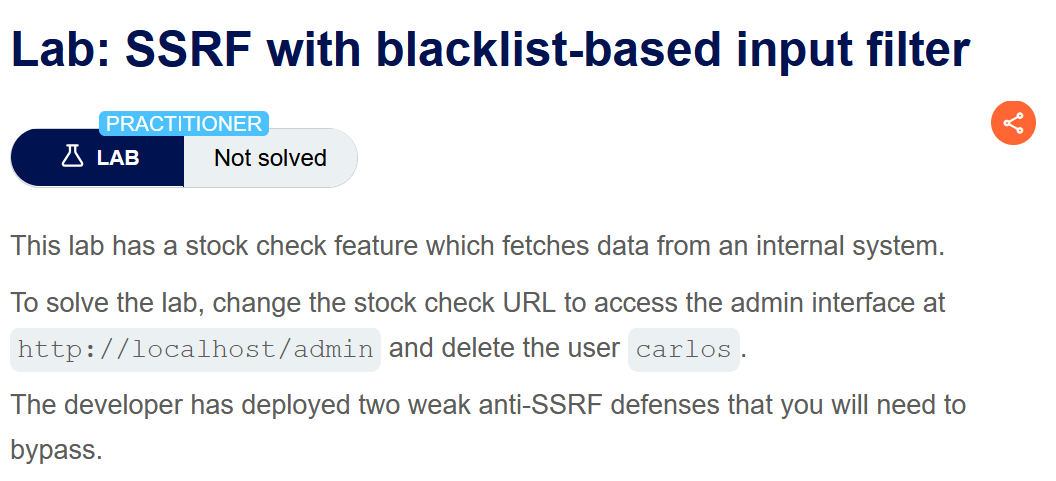 Lab: SSRF with blacklist-based input filter
PRACTITIONER
LAB
Not solved
This lab has a stock check feature which fetches data from an internal system.
To solve the lab, change the stock check URL to access the admin interface at
http://localhost/admin and delete the user carlos.
The developer has deployed two weak anti-SSRF defenses that you will need to
bypass.